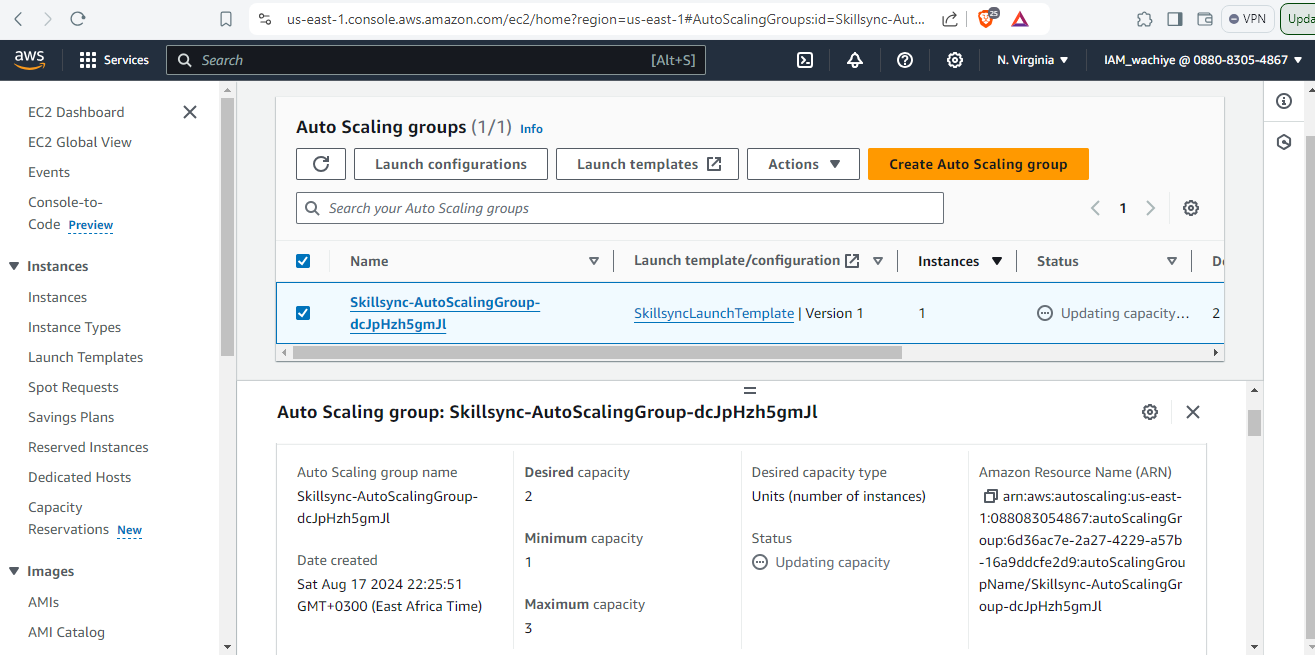 us-east-1.console.aws.amazon.com/ec2/home?region=us-east-1#AutoScalingGroups:id=Skillsync-Aut...
25
VPN
Upda
aws
Services
Search
[Alt+S]
N. Virginia
IAM_wachiye @ 0880-8305-4867
EC2 Dashboard
EC2 Global View
Events
Console-to-
Code Preview
Instances
Instances
Instance Types
Launch Templates
Spot Requests
Savings Plans
Reserved Instances
Dedicated Hosts
Capacity
Reservations New
Images
AMIs
AMI Catalog
Auto Scaling groups (1/1) Info
Launch configurations
Launch templates
Actions
Create Auto Scaling group
Search your Auto Scaling groups
1
Name
Launch template/configuration
Instances
Status
De
Skillsync-AutoScalingGroup-
dcJpHzh5gmJl
SkillsyncLaunchTemplate | Version 1
1
Updating capacity...
2
Auto Scaling group: Skillsync-AutoScalingGroup-dcJpHzh5gmJl
Auto Scaling group name
Skillsync-AutoScalingGroup-
dcJpHzh5gmJl
Date created
Sat Aug 17 2024 22:25:51
GMT+0300 (East Africa Time)
Desired capacity
2
Minimum capacity
1
Maximum capacity
3
Desired capacity type
Units (number of instances)
Status
Updating capacity
Amazon Resource Name (ARN)
arn:aws:autoscaling:us-east-
1:088083054867:autoScalingGr
oup:6d36ac7e-2a27-4229-a57b
-16a9ddcfe2d9:autoScalingGrou
pName/Skillsync-AutoScalingGr
oup-dcJpHzh5gmJl